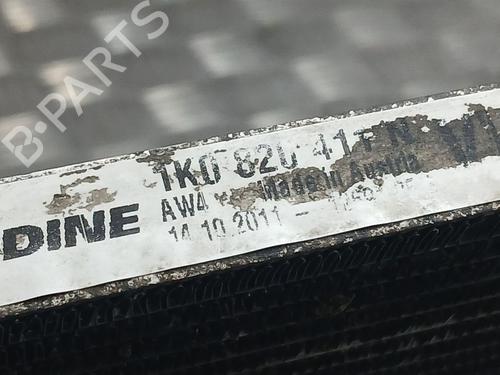 B-PARTS
DINE
1K0 820 411 N
AW4
Made in Austria
14.10.2011